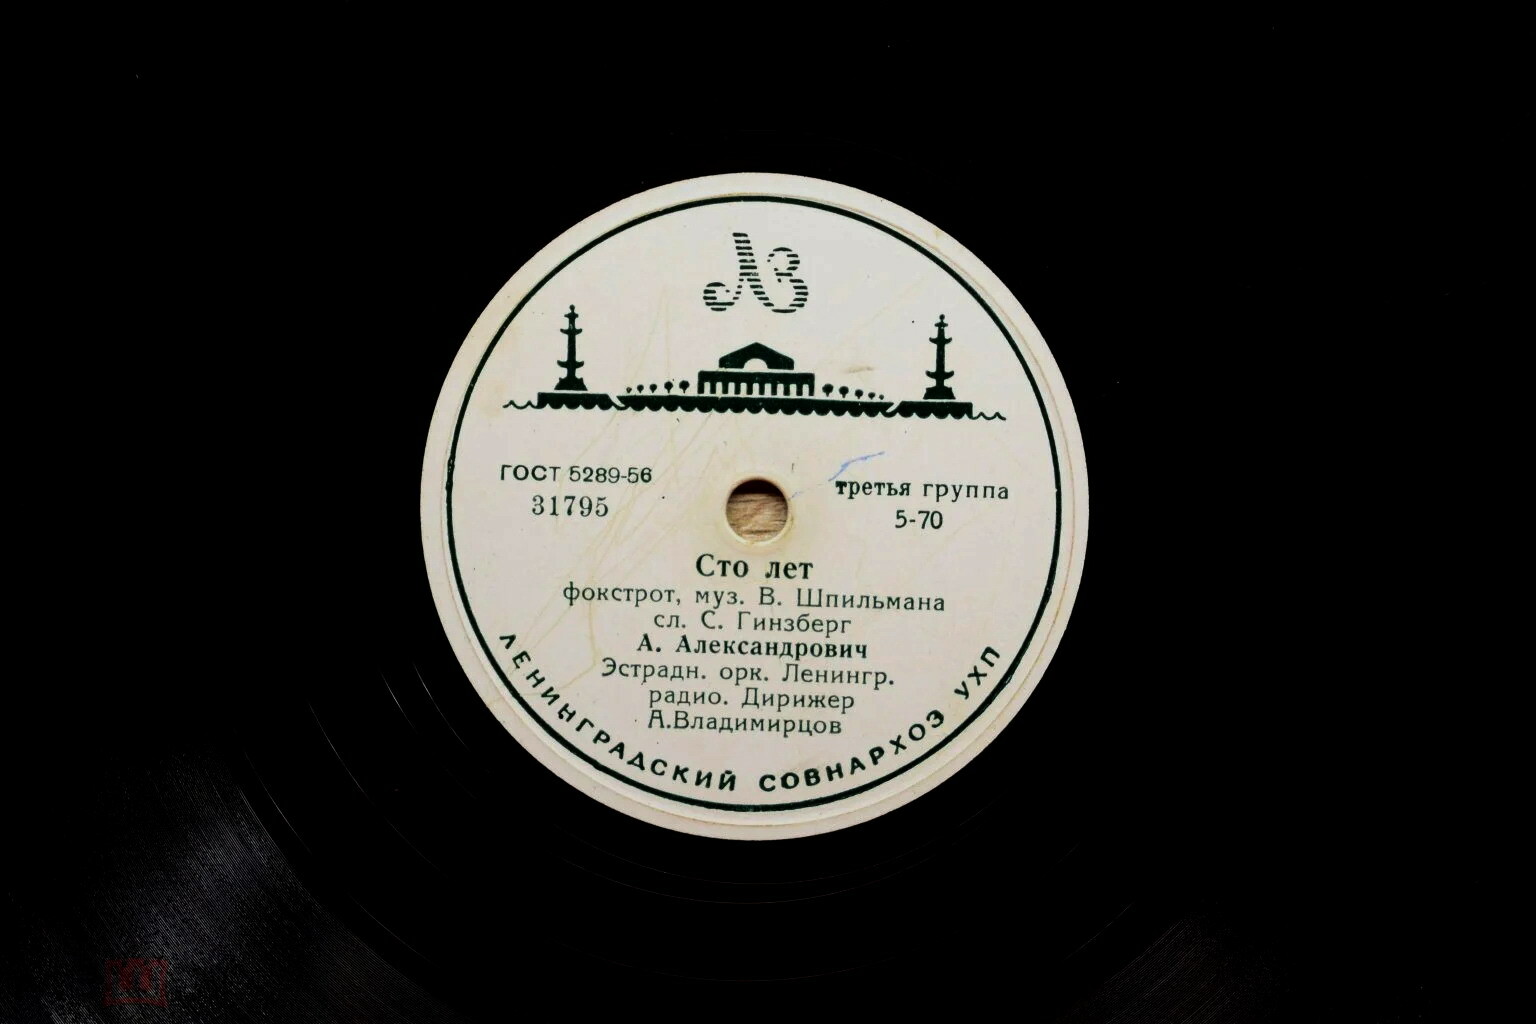 ЛЗ
ГОСТ 5289-56
31795
третья группа
5-70
Сто лет
фокстрот, муз. В. Шпильмана
сл. С. Гинзберг
А. Александрович
Эстрадн. орк. Ленингр.
радио. Дирижер
А.Владимирцов
ЛЕНИНГРАДСКИЙ СОВНАРХОЗ УХП